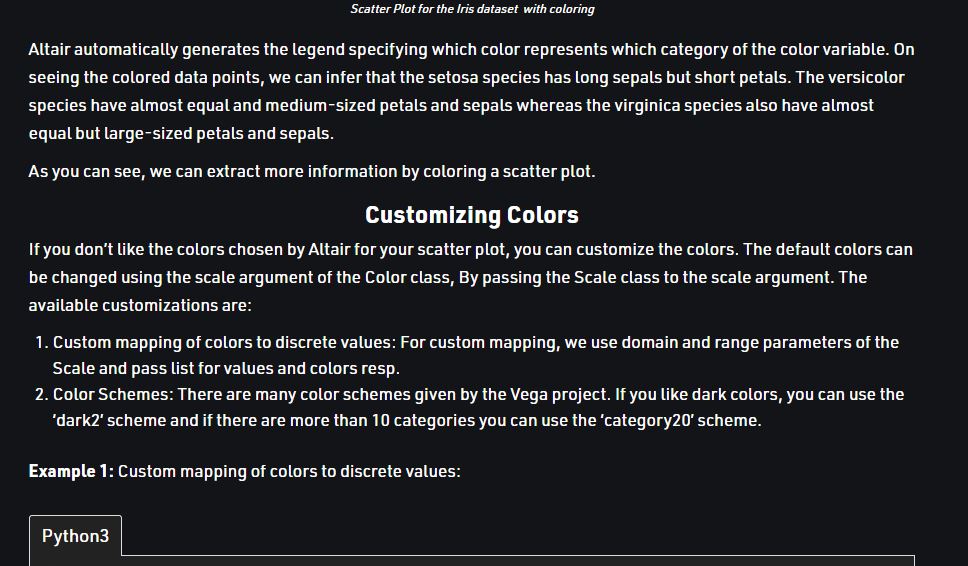 Scatter Plot for the Iris dataset with coloring
Altair automatically generates the legend specifying which color represents which category of the color variable. On
seeing the colored data points, we can infer that the setosa species has long sepals but short petals. The versicolor
species have almost equal and medium-sized petals and sepals whereas the virginica species also have almost
equal but large-sized petals and sepals.
As you can see, we can extract more information by coloring a scatter plot.
Customizing Colors
If you don't like the colors chosen by Altair for your scatter plot, you can customize the colors. The default colors can
be changed using the scale argument of the Color class, By passing the Scale class to the scale argument. The
available customizations are:
1. Custom mapping of colors to discrete values: For custom mapping, we use domain and range parameters of the
Scale and pass list for values and colors resp.
2. Color Schemes: There are many color schemes given by the Vega project. If you like dark colors, you can use the
‘dark2’ scheme and if there are more than 10 categories you can use the ‘category20’ scheme.
Example 1: Custom mapping of colors to discrete values:
Python3